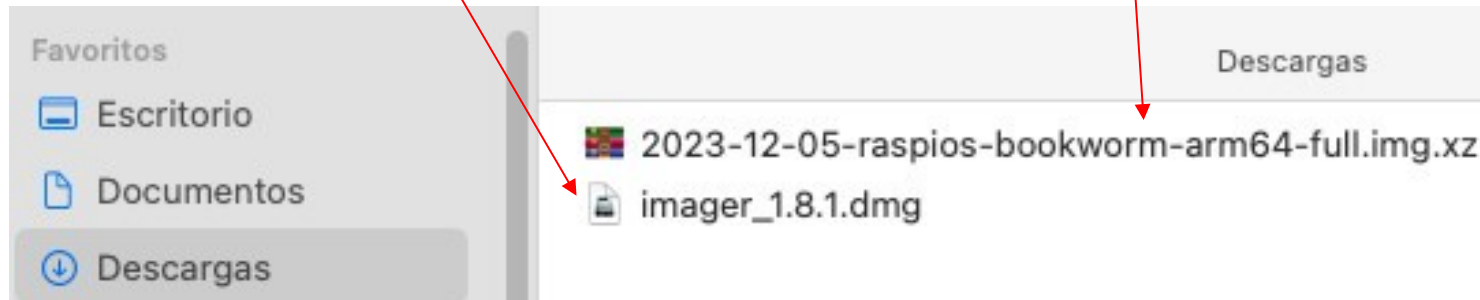 Favoritos
Escritorio
Documentos
Descargas
Descargas
2023-12-05-raspios-bookworm-arm64-full.img.xz
imager_1.8.1.dmg